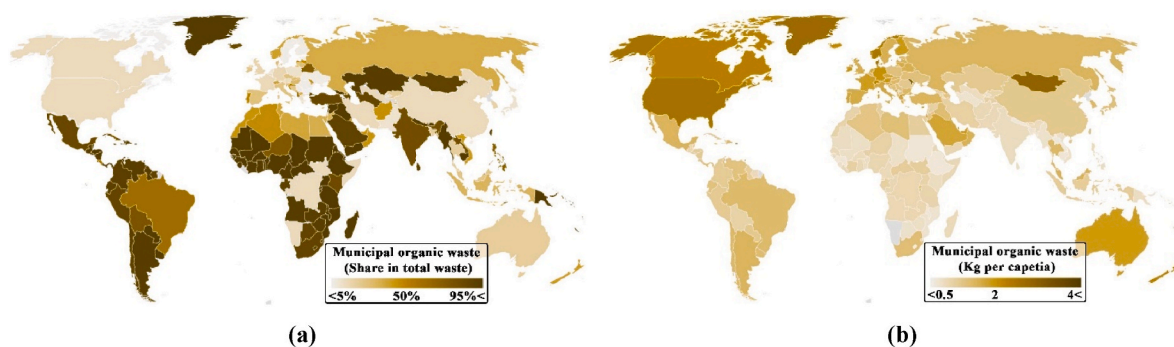 Municipal organic waste
(Share in total waste)
<5% 50% 95%<
(a)
Municipal organic waste
(Kg per capetia)
<0.5 2 4<
(b)